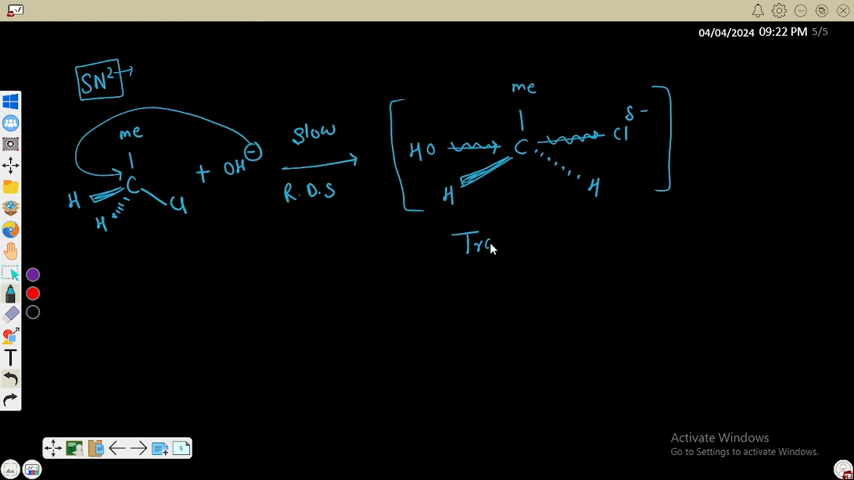 04/04/2024 09:22 PM 5/5
SN²→
me
H C Cl
H
+ OH⊖
Slow
R.D.S
me
HO C Cl δ-
H H
Tra
T
5
Activate Windows
Go to Settings to activate Windows.